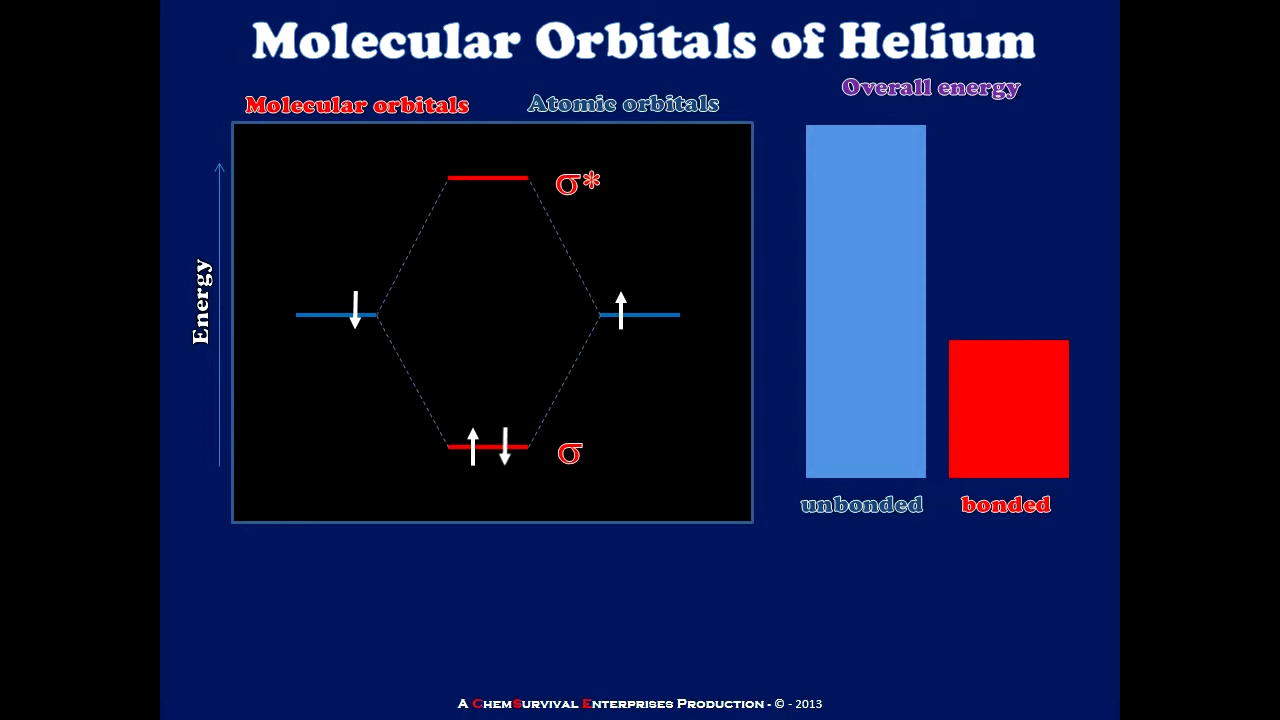 Molecular Orbitals of Helium
Overall energy
Molecular orbitals
Atomic orbitals
σ*
Energy
σ
unbonded
bonded
A ChemSurvival Enterprises Production - © - 2013